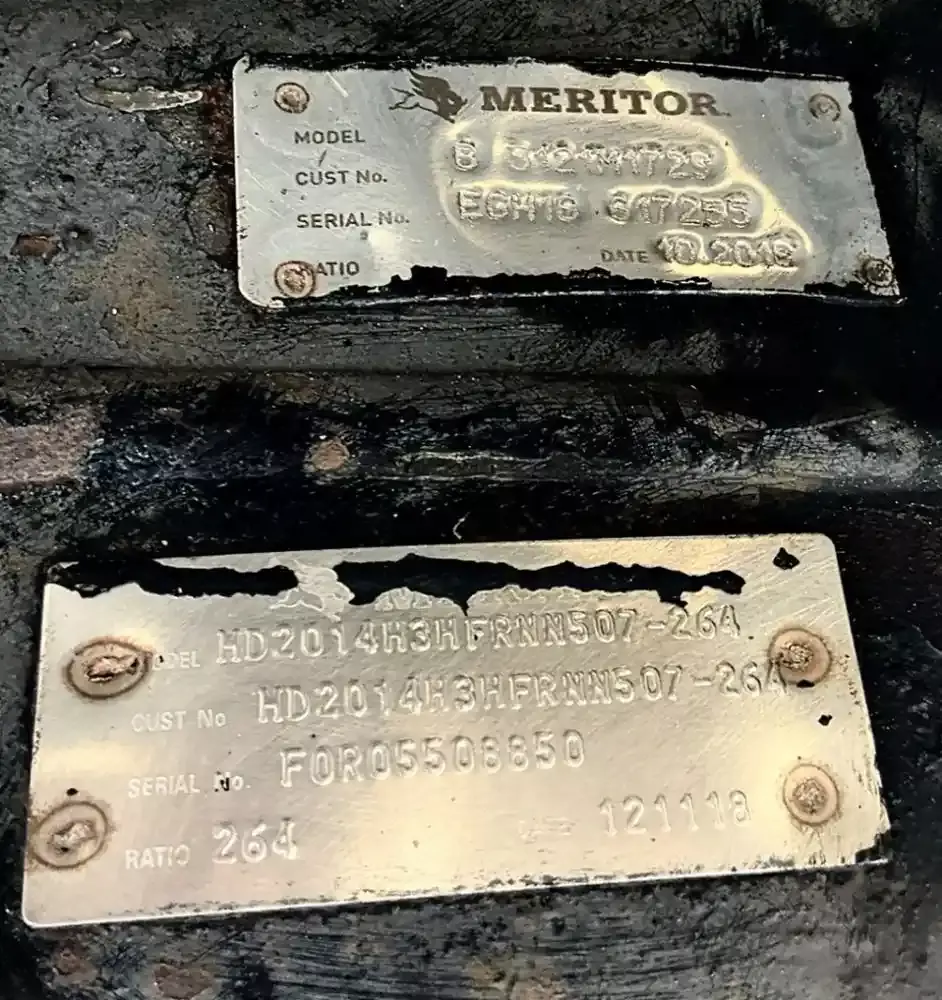 MERITOR
MODEL
CUST No.
SERIAL No.
RATIO DATE 10.2018
HD2014H3HFRNN507-264
CUST No HD2014H3HFRNN507-264
SERIAL No. FOR05508850
RATIO 264 121118